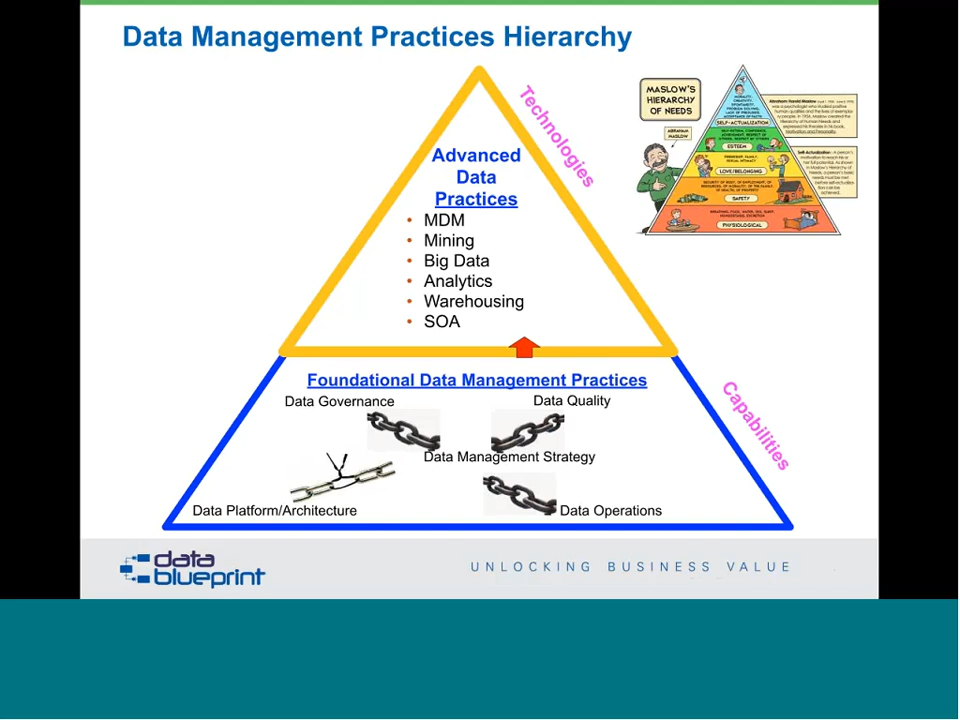 Data Management Practices Hierarchy
Technologies
Advanced
Data
Practices
• MDM
• Mining
• Big Data
• Analytics
• Warehousing
• SOA
MASLOW'S
HIERARCHY
OF NEEDS
ABRAHAM
MASLOW
SELF-ACTUALIZATION
ESTEEM
LOVE/BELONGING
SAFETY
PHYSIOLOGICAL
Foundational Data Management Practices
Data Governance
Data Quality
Data Management Strategy
Data Platform/Architecture
Data Operations
Capabilities
data
blueprint
UNLOCKING BUSINESS VALUE